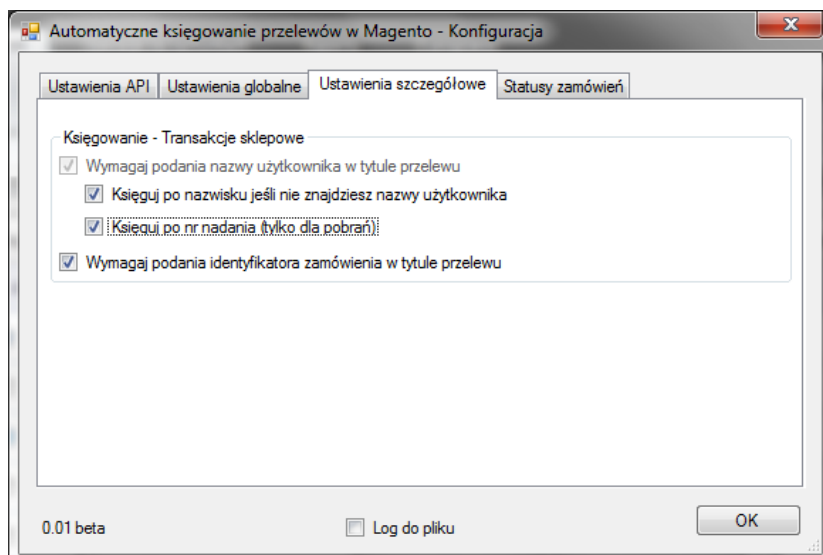 Automatyczne księgowanie przelewów w Magento - Konfiguracja
Ustawienia API Ustawienia globalne Ustawienia szczegółowe Statusy zamówień
Księgowanie - Transakcje sklepowe
Wymagaj podania nazwy użytkownika w tytule przelewu
Księguj po nazwisku jeśli nie znajdziesz nazwy użytkownika
Księguj po nr nadania (tylko dla pobrań)
Wymagaj podania identyfikatora zamówienia w tytule przelewu
0.01 beta Log do pliku OK